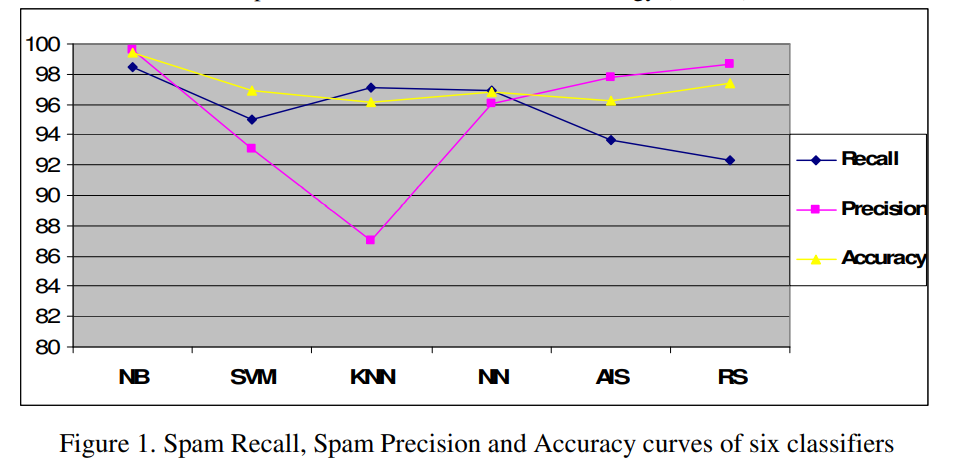 100
98
96
94
92
90
88
86
84
82
80
NB SVM KNN NN AIS RS
Recall
Precision
Accuracy
Figure 1. Spam Recall, Spam Precision and Accuracy curves of six classifiers